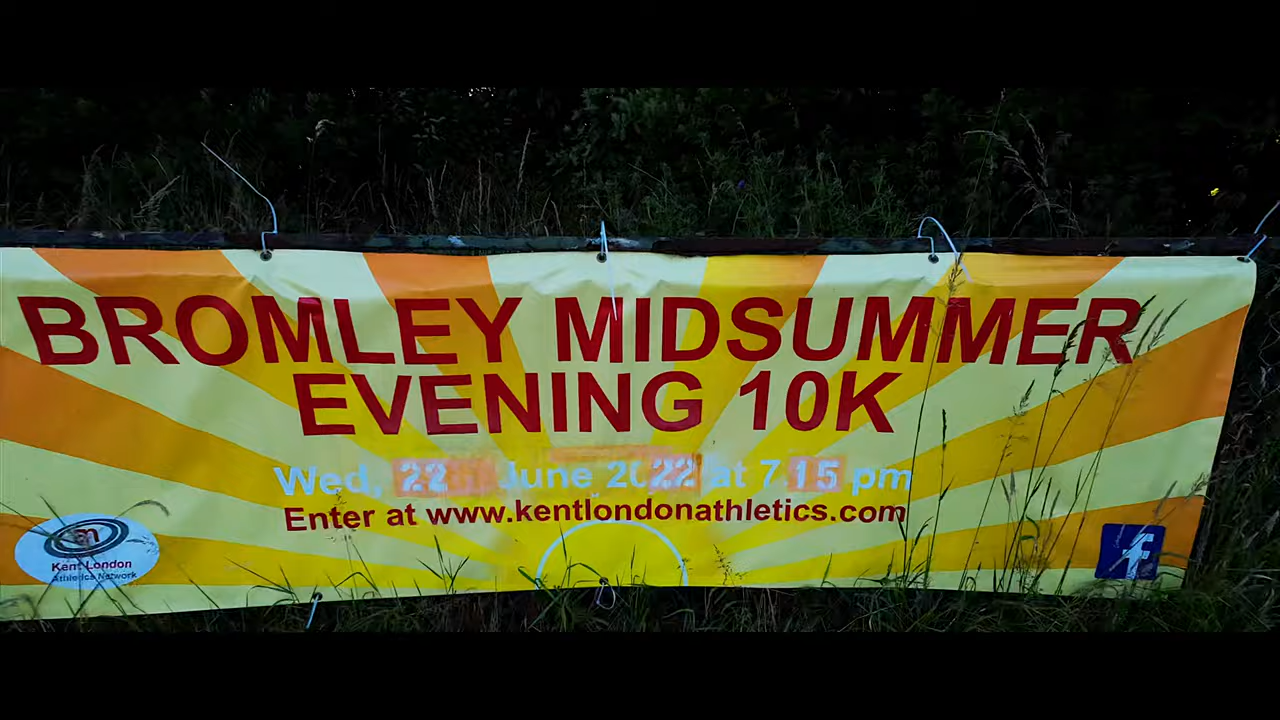 BROMLEY MIDSUMMER
EVENING 10K
Wed, 22 June 2022 at 7.15 pm
Enter at www.kentlondonathletics.com
Kent London
Athletics Network
f